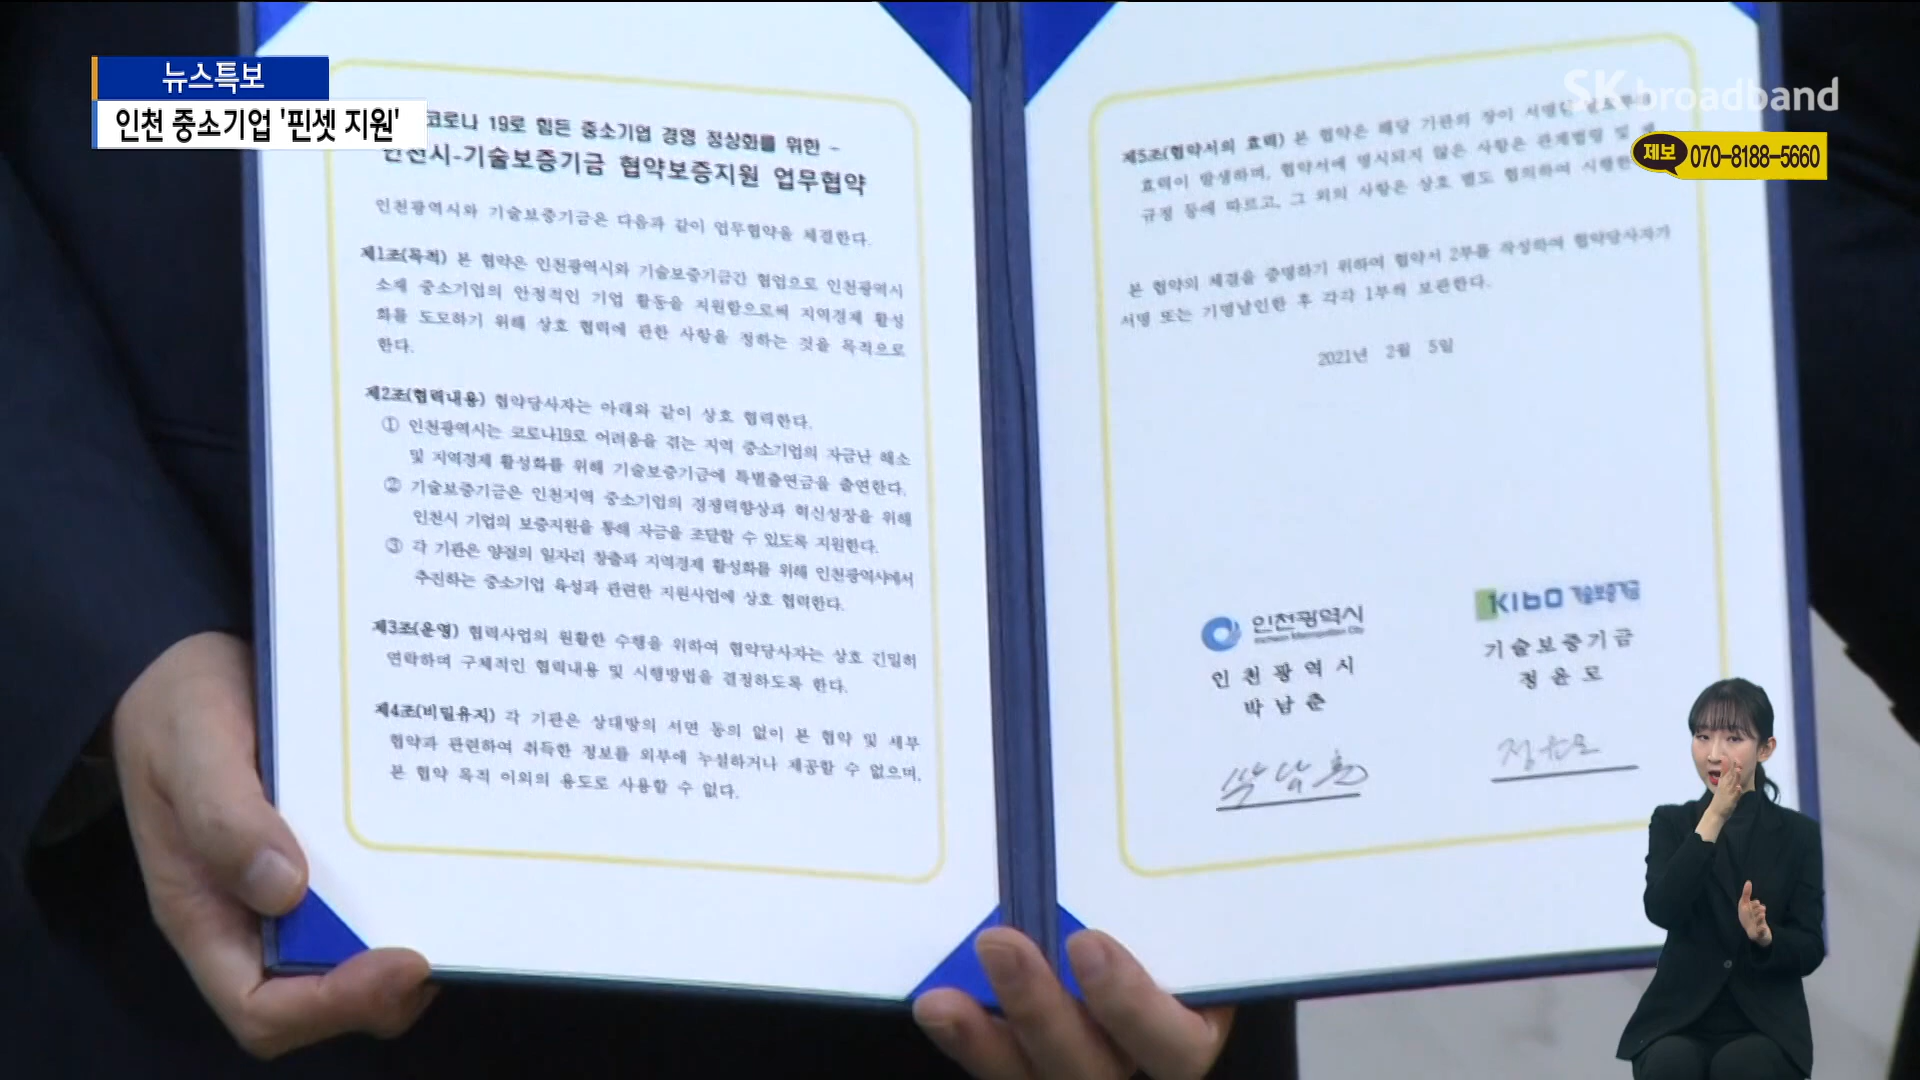 뉴스특보
인천 중소기업 '핀셋 지원'
SK broadband
제보 070-8188-5660
코로나 19로 힘든 중소기업 경영 정상화를 위한 -
인천시-기술보증기금 협약보증지원 업무협약
인천광역시와 기술보증기금은 다음과 같이 업무협약을 체결한다.
제1조(목적) 본 협약은 인천광역시와 기술보증기금간 협업으로 인천광역시
소재 중소기업의 안정적인 기업 활동을 지원함으로써 지역경제 활성
화를 도모하기 위해 상호 협력에 관한 사항을 정하는 것을 목적으로
한다.
제2조(협력내용) 협약당사자는 아래와 같이 상호 협력한다.
① 인천광역시는 코로나19로 어려움을 겪는 지역 중소기업의 자금난 해소
및 지역경제 활성화를 위해 기술보증기금에 특별출연금을 출연한다.
② 기술보증기금은 인천지역 중소기업의 경쟁력향상과 혁신성장을 위해
인천시 기업의 보증지원을 통해 자금을 조달할 수 있도록 지원한다.
③ 각 기관은 양질의 일자리 창출과 지역경제 활성화를 위해 인천광역시에서
추진하는 중소기업 육성과 관련한 지원사업에 상호 협력한다.
제3조(운영) 협력사업의 원활한 수행을 위하여 협약당사자는 상호 긴밀히
연락하며 구체적인 협력내용 및 시행방법을 결정하도록 한다.
제4조(비밀유지) 각 기관은 상대방의 서면 동의 없이 본 협약 및 세부
협약과 관련하여 취득한 정보를 외부에 누설하거나 제공할 수 없으며,
본 협약 목적 이외의 용도로 사용할 수 없다.
제5조(협약서의 효력) 본 협약은 해당 기관의 장이 서명한
효력이 발생하며, 협약서에 명시되지 않은 사항은 관계법령 및
규정 등에 따르고, 그 외의 사항은 상호 별도 협의하여 시행한
본 협약의 체결을 증명하기 위하여 협약서 2부를 작성하여 협약당사자가
서명 또는 기명날인한 후 각각 1부씩 보관한다.
2021년 2월 5일
인천광역시
Incheon Metropolitan City
인 천 광 역 시
박 남 춘
박남춘
KIBO 기술보증기금
기 술 보 증 기 금
정 윤 모
정윤모